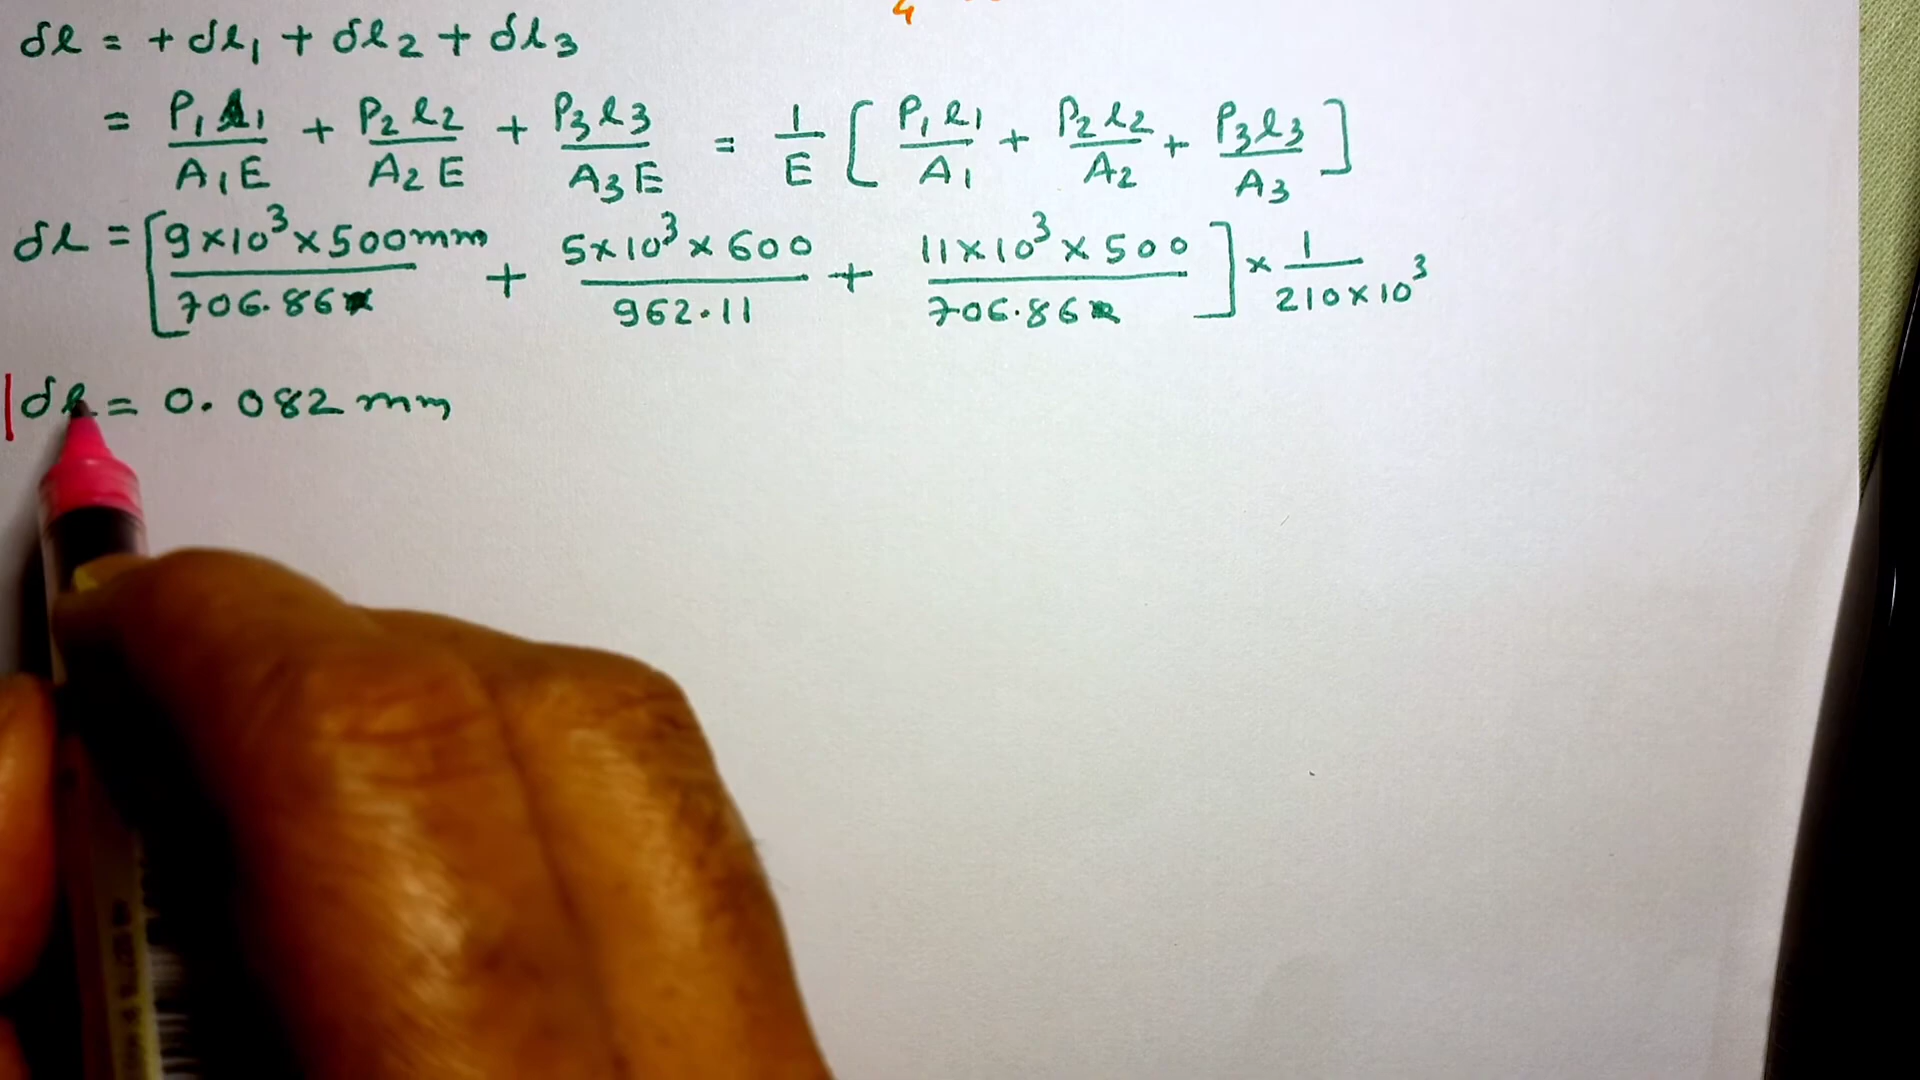 4
δl = + δl₁ + δl₂ + δl₃
= P₁l₁/A₁E + P₂l₂/A₂E + P₃l₃/A₃E = 1/E [ P₁l₁/A₁ + P₂l₂/A₂ + P₃l₃/A₃ ]
δl = [ 9×10³×500mm/706.86 + 5×10³×600/962.11 + 11×10³×500/706.86 ] × 1/210×10³
δl = 0.082 mm